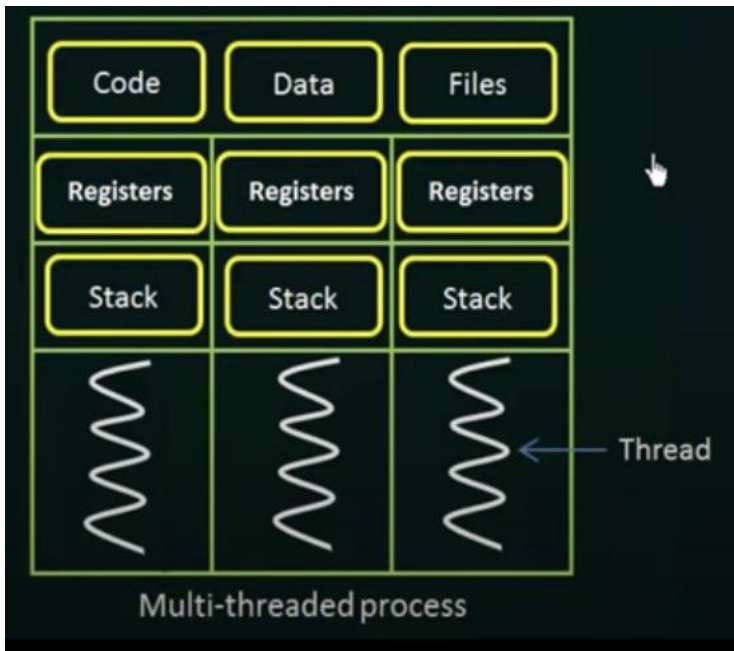 Code Data Files
Registers Registers Registers
Stack Stack Stack
Thread
Multi-threaded process